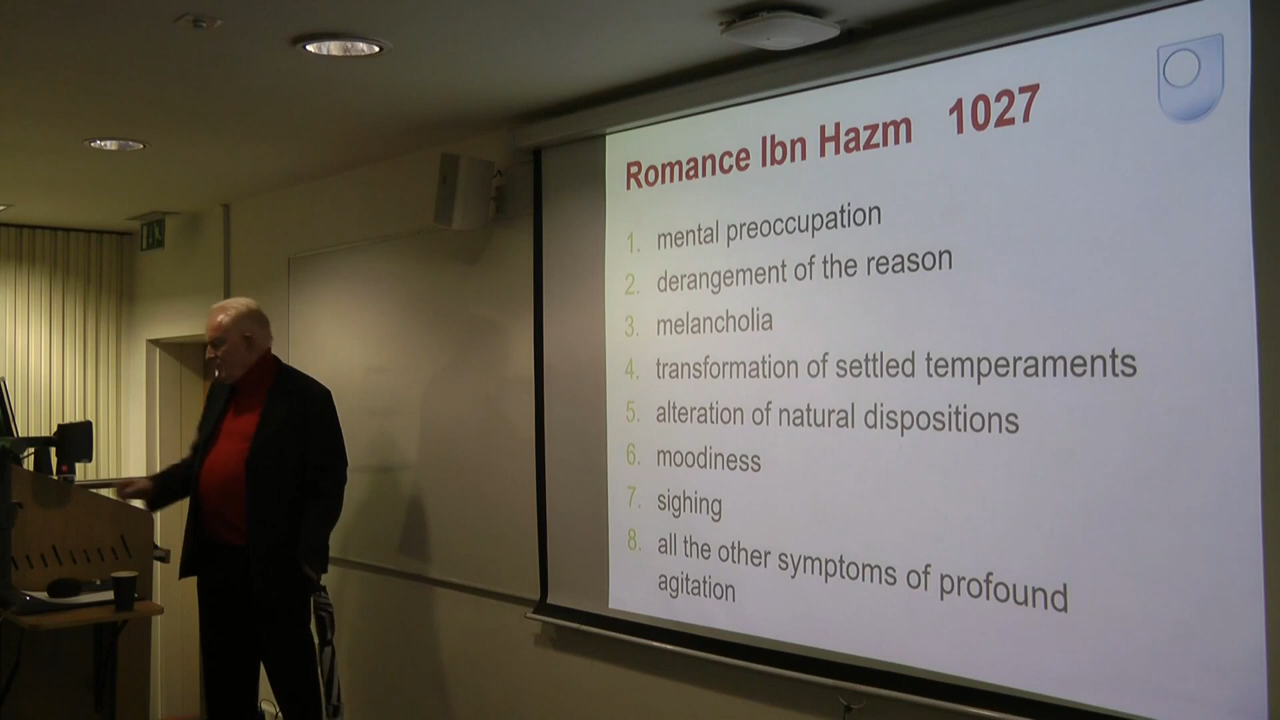 Romance Ibn Hazm 1027
1. mental preoccupation
2. derangement of the reason
3. melancholia
4. transformation of settled temperaments
5. alteration of natural dispositions
6. moodiness
7. sighing
8. all the other symptoms of profound
agitation